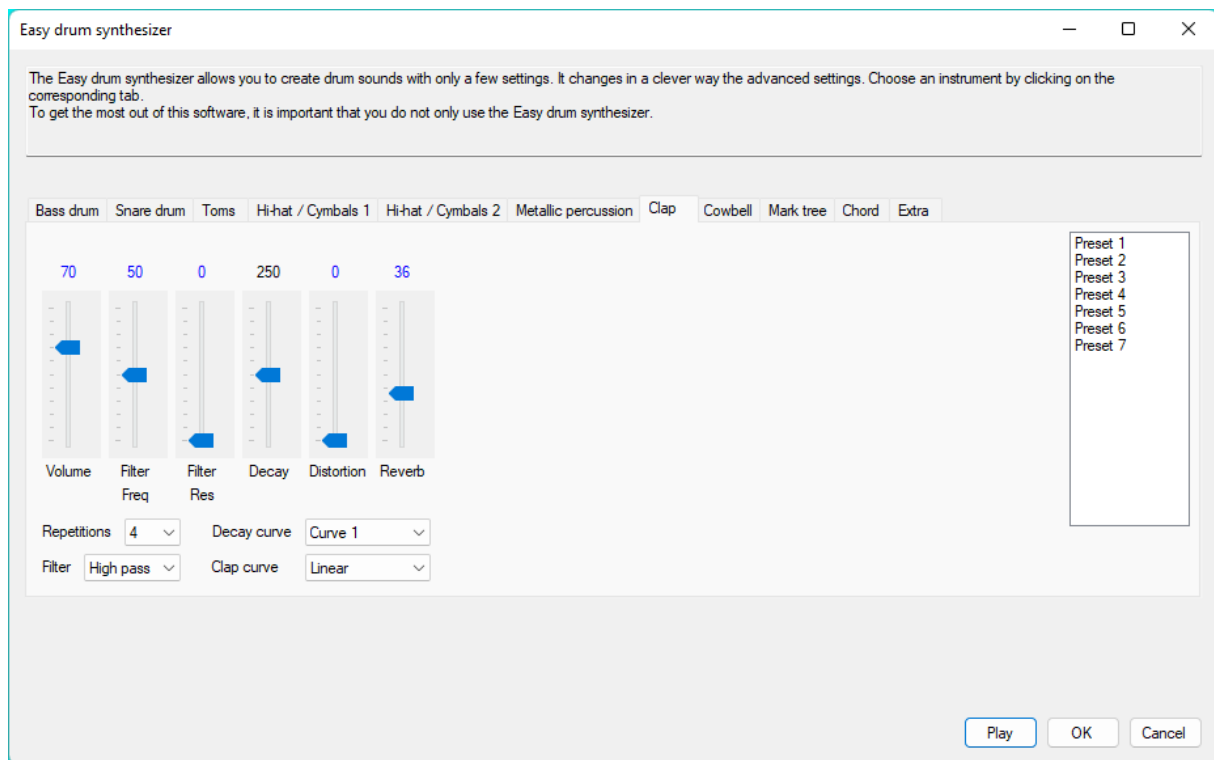 Easy drum synthesizer
The Easy drum synthesizer allows you to create drum sounds with only a few settings. It changes in a clever way the advanced settings. Choose an instrument by clicking on the
corresponding tab.
To get the most out of this software, it is important that you do not only use the Easy drum synthesizer.
Bass drum Snare drum Toms Hi-hat / Cymbals 1 Hi-hat / Cymbals 2 Metallic percussion Clap Cowbell Mark tree Chord Extra
70 50 0 250 0 36
Volume Filter Filter Decay Distortion Reverb
Freq Res
Repetitions 4 Decay curve Curve 1
Filter High pass Clap curve Linear
Preset 1
Preset 2
Preset 3
Preset 4
Preset 5
Preset 6
Preset 7
Play OK Cancel